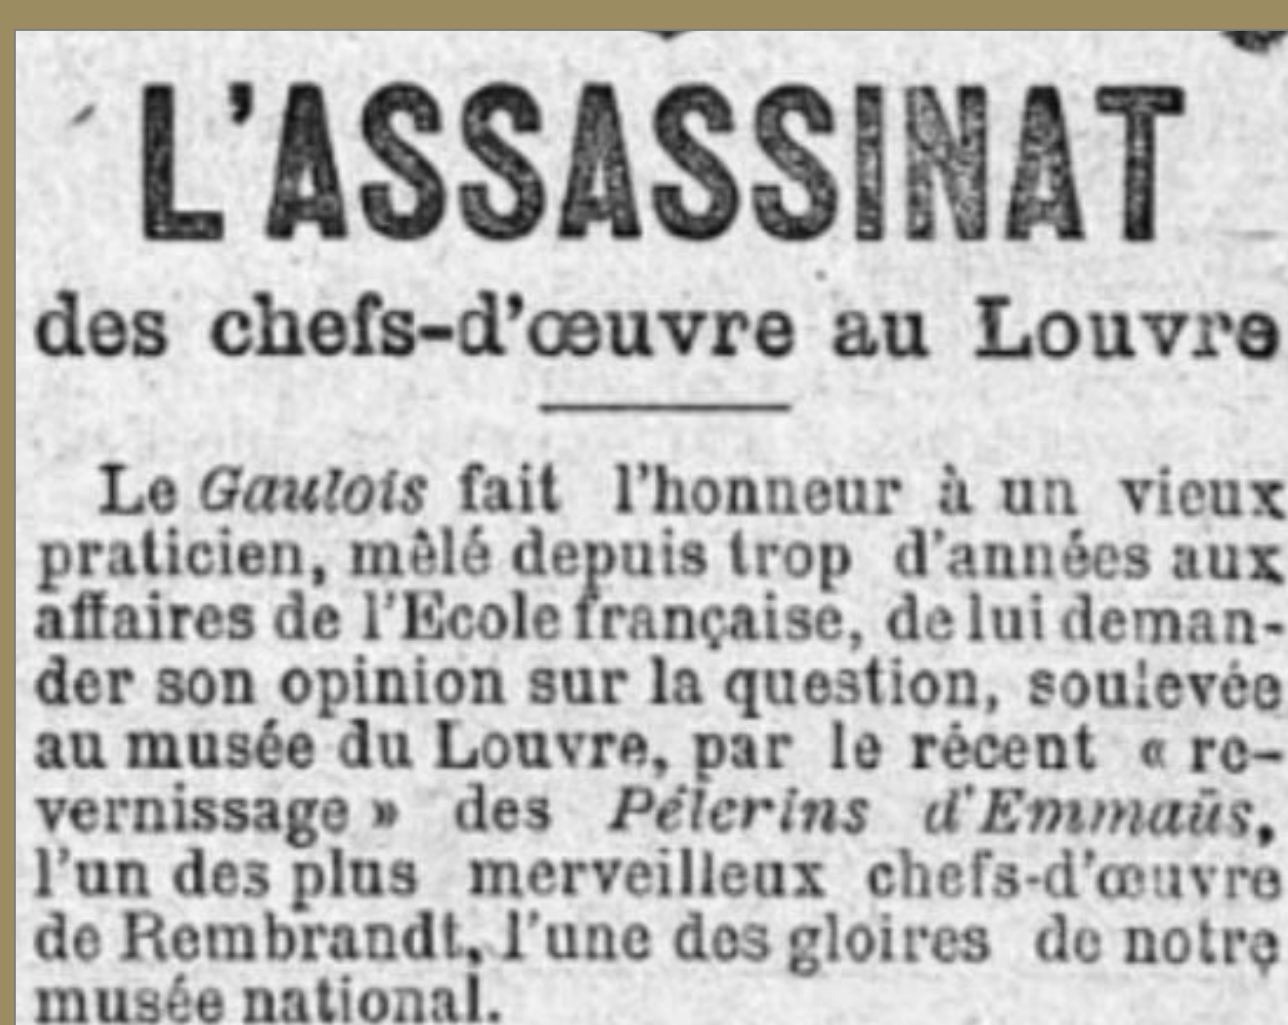 L'ASSASSINAT
des chefs-d'œuvre au Louvre
Le Gaulois fait l'honneur à un vieux
praticien, mêlé depuis trop d'années aux
affaires de l'Ecole française, de lui deman-
der son opinion sur la question, soulevée
au musée du Louvre, par le récent « re-
vernissage » des Pélerins d'Emmaüs,
l'un des plus merveilleux chefs-d'œuvre
de Rembrandt, l'une des gloires de notre
musée national.